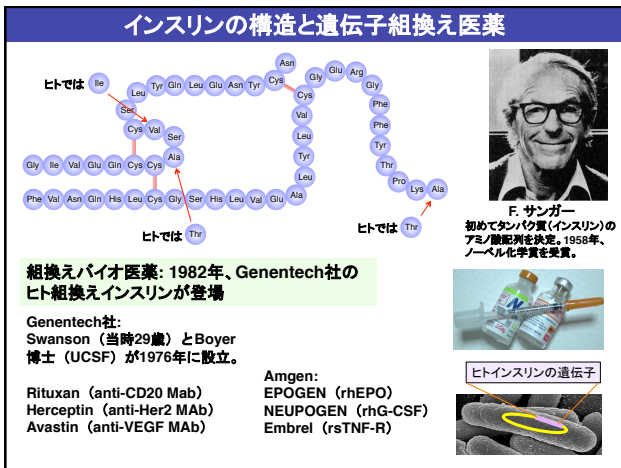 インスリンの構造と遺伝子組換え医薬
ヒトでは Ile
Ser Leu Tyr Gln Leu Glu Asn Tyr Cys Asn
Cys Gly Glu Arg Gly Phe Phe Tyr Thr Pro Lys Ala
Cys Val Ser Ala
Val Leu Tyr Leu Ala
Gly Ile Val Glu Gln Cys Cys
Phe Val Asn Gln His Leu Cys Gly Ser His Leu Val Glu
ヒトでは Thr
ヒトでは Thr
F. サンガー
初めてタンパク質（インスリン）の
アミノ酸配列を決定。1958年、
ノーベル化学賞を受賞。
組換えバイオ医薬: 1982年、Genentech社の
ヒト組換えインスリンが登場
Genentech社:
Swanson（当時29歳）とBoyer
博士（UCSF）が1976年に設立。
Rituxan（anti-CD20 Mab）
Herceptin（anti-Her2 MAb）
Avastin（anti-VEGF MAb）
Amgen:
EPOGEN（rhEPO）
NEUPOGEN（rhG-CSF）
Embrel（rsTNF-R）
N
ヒトインスリンの遺伝子